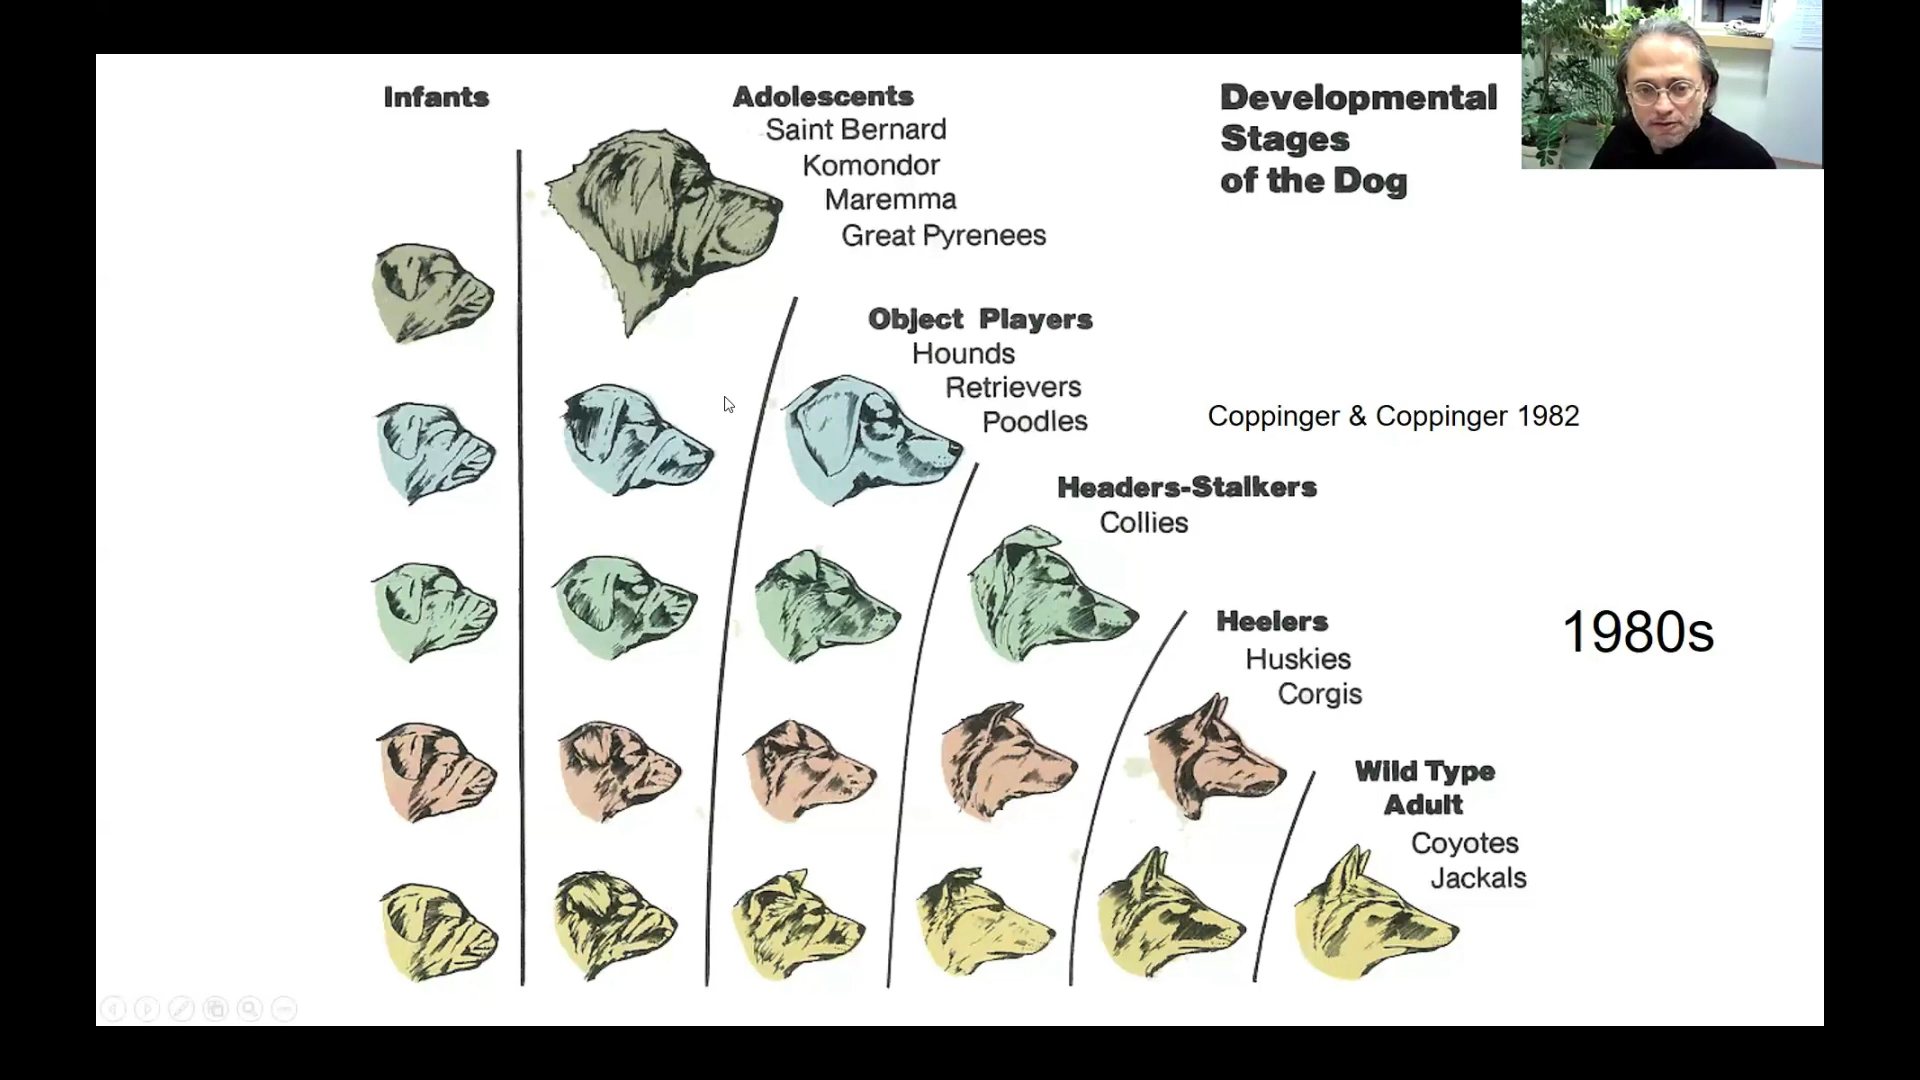 Infants
Adolescents
Saint Bernard
Komondor
Maremma
Great Pyrenees
Developmental
Stages
of the Dog
Object Players
Hounds
Retrievers
Poodles
Coppinger & Coppinger 1982
Headers-Stalkers
Collies
1980s
Heelers
Huskies
Corgis
Wild Type
Adult
Coyotes
Jackals